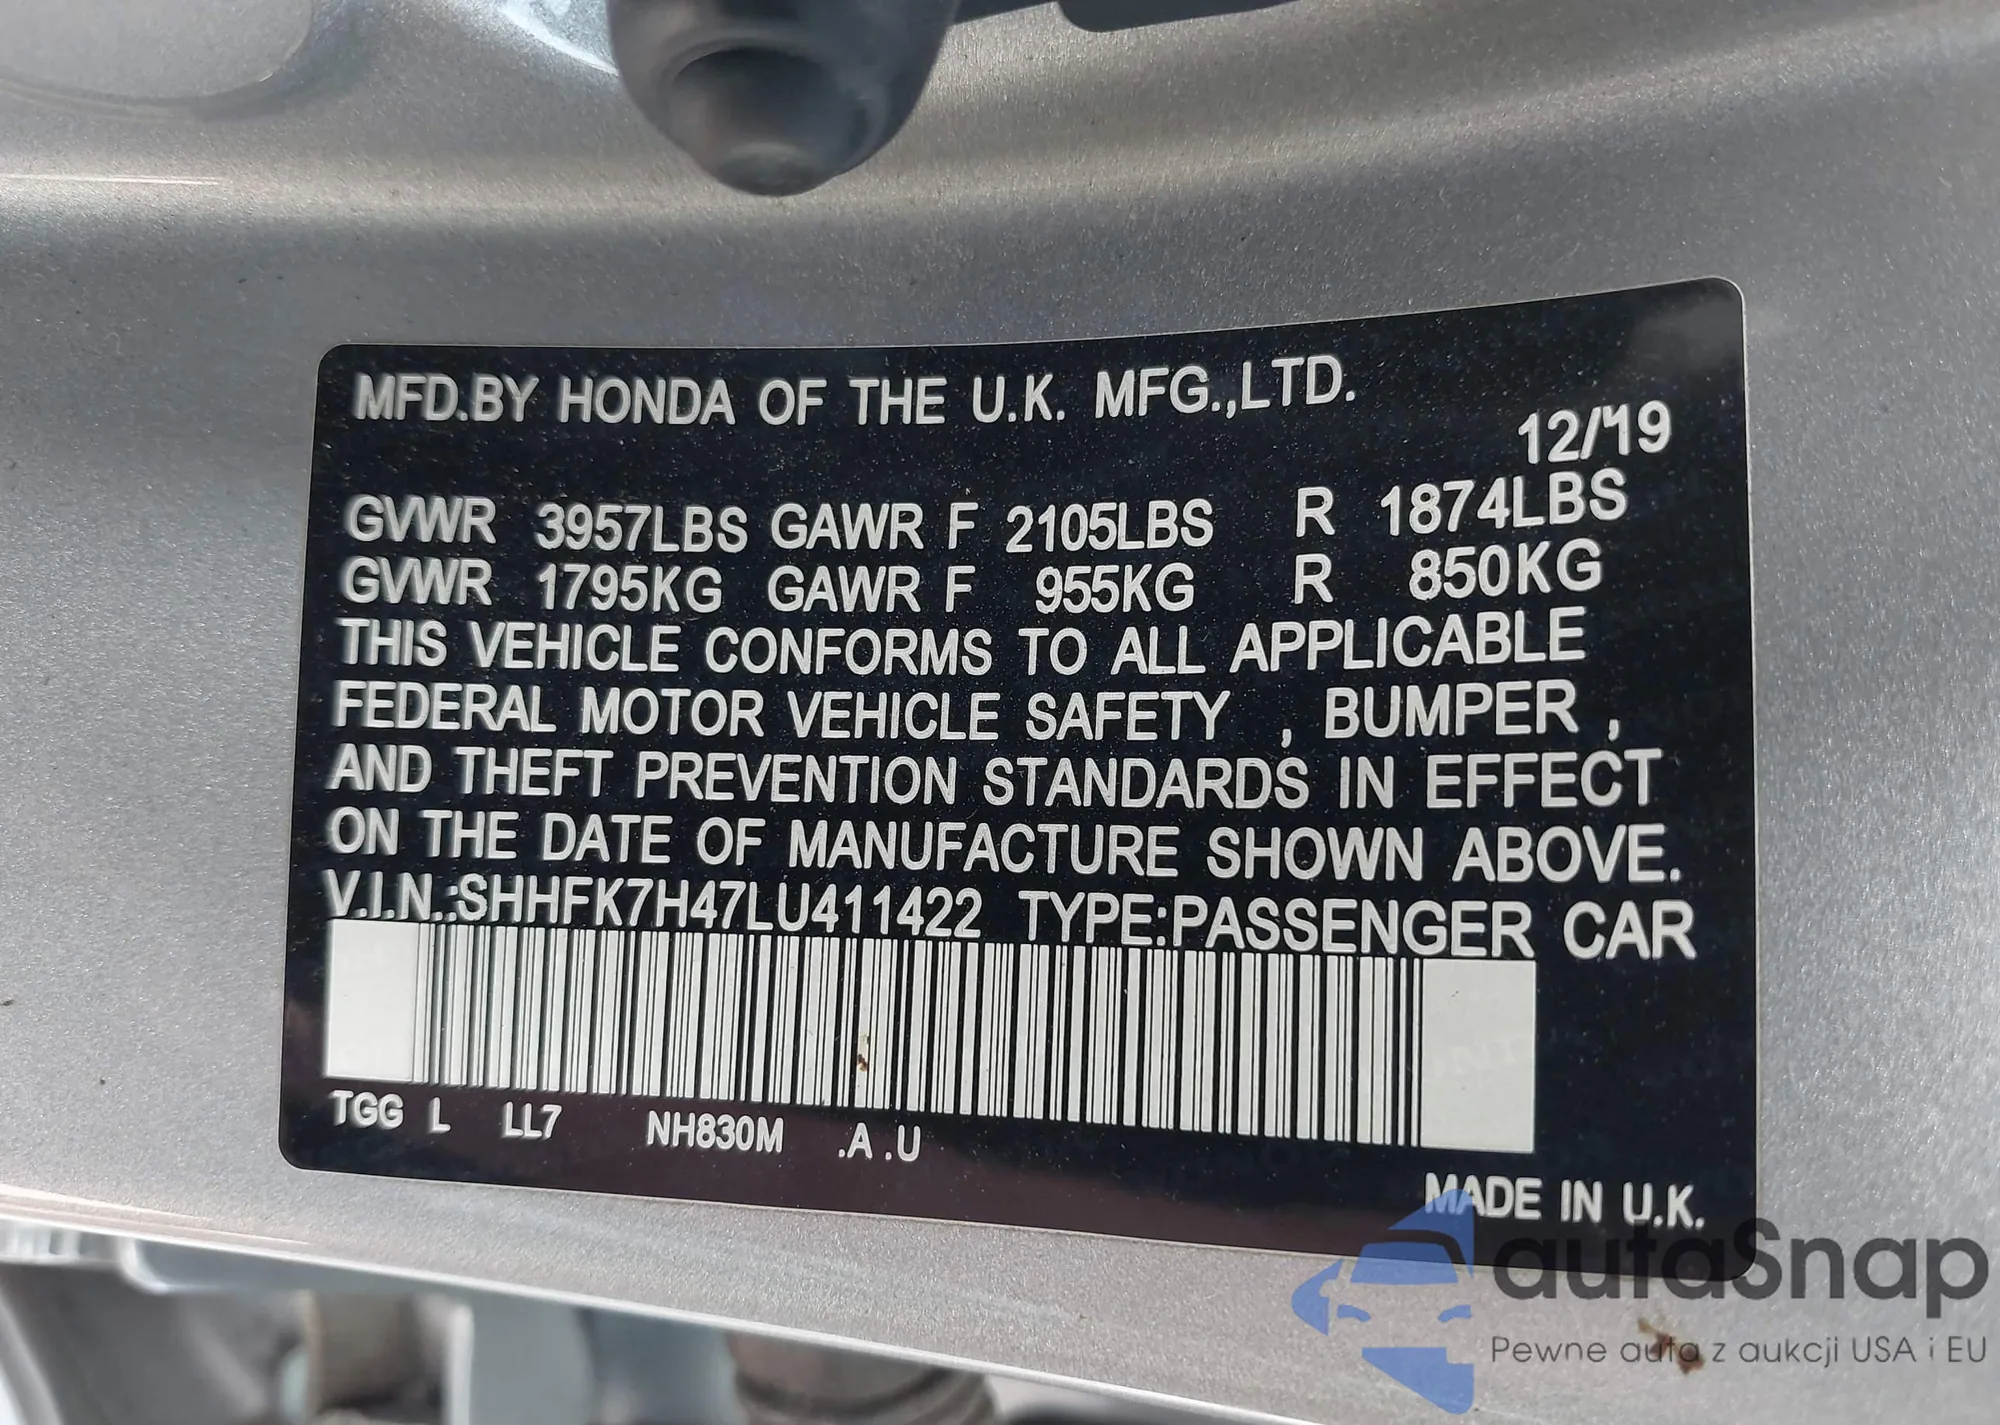 MFD.BY HONDA OF THE U.K. MFG.,LTD.
12/19
GVWR 3957LBS GAWR F 2105LBS R 1874LBS
GVWR 1795KG GAWR F 955KG R 850KG
THIS VEHICLE CONFORMS TO ALL APPLICABLE
FEDERAL MOTOR VEHICLE SAFETY , BUMPER ,
AND THEFT PREVENTION STANDARDS IN EFFECT
ON THE DATE OF MANUFACTURE SHOWN ABOVE.
V.I.N.:SHHFK7H47LU411422 TYPE:PASSENGER CAR
TGG L LL7 NH830M .A .U
MADE IN U.K.
autaSnap
Pewne auta z aukcji USA i EU